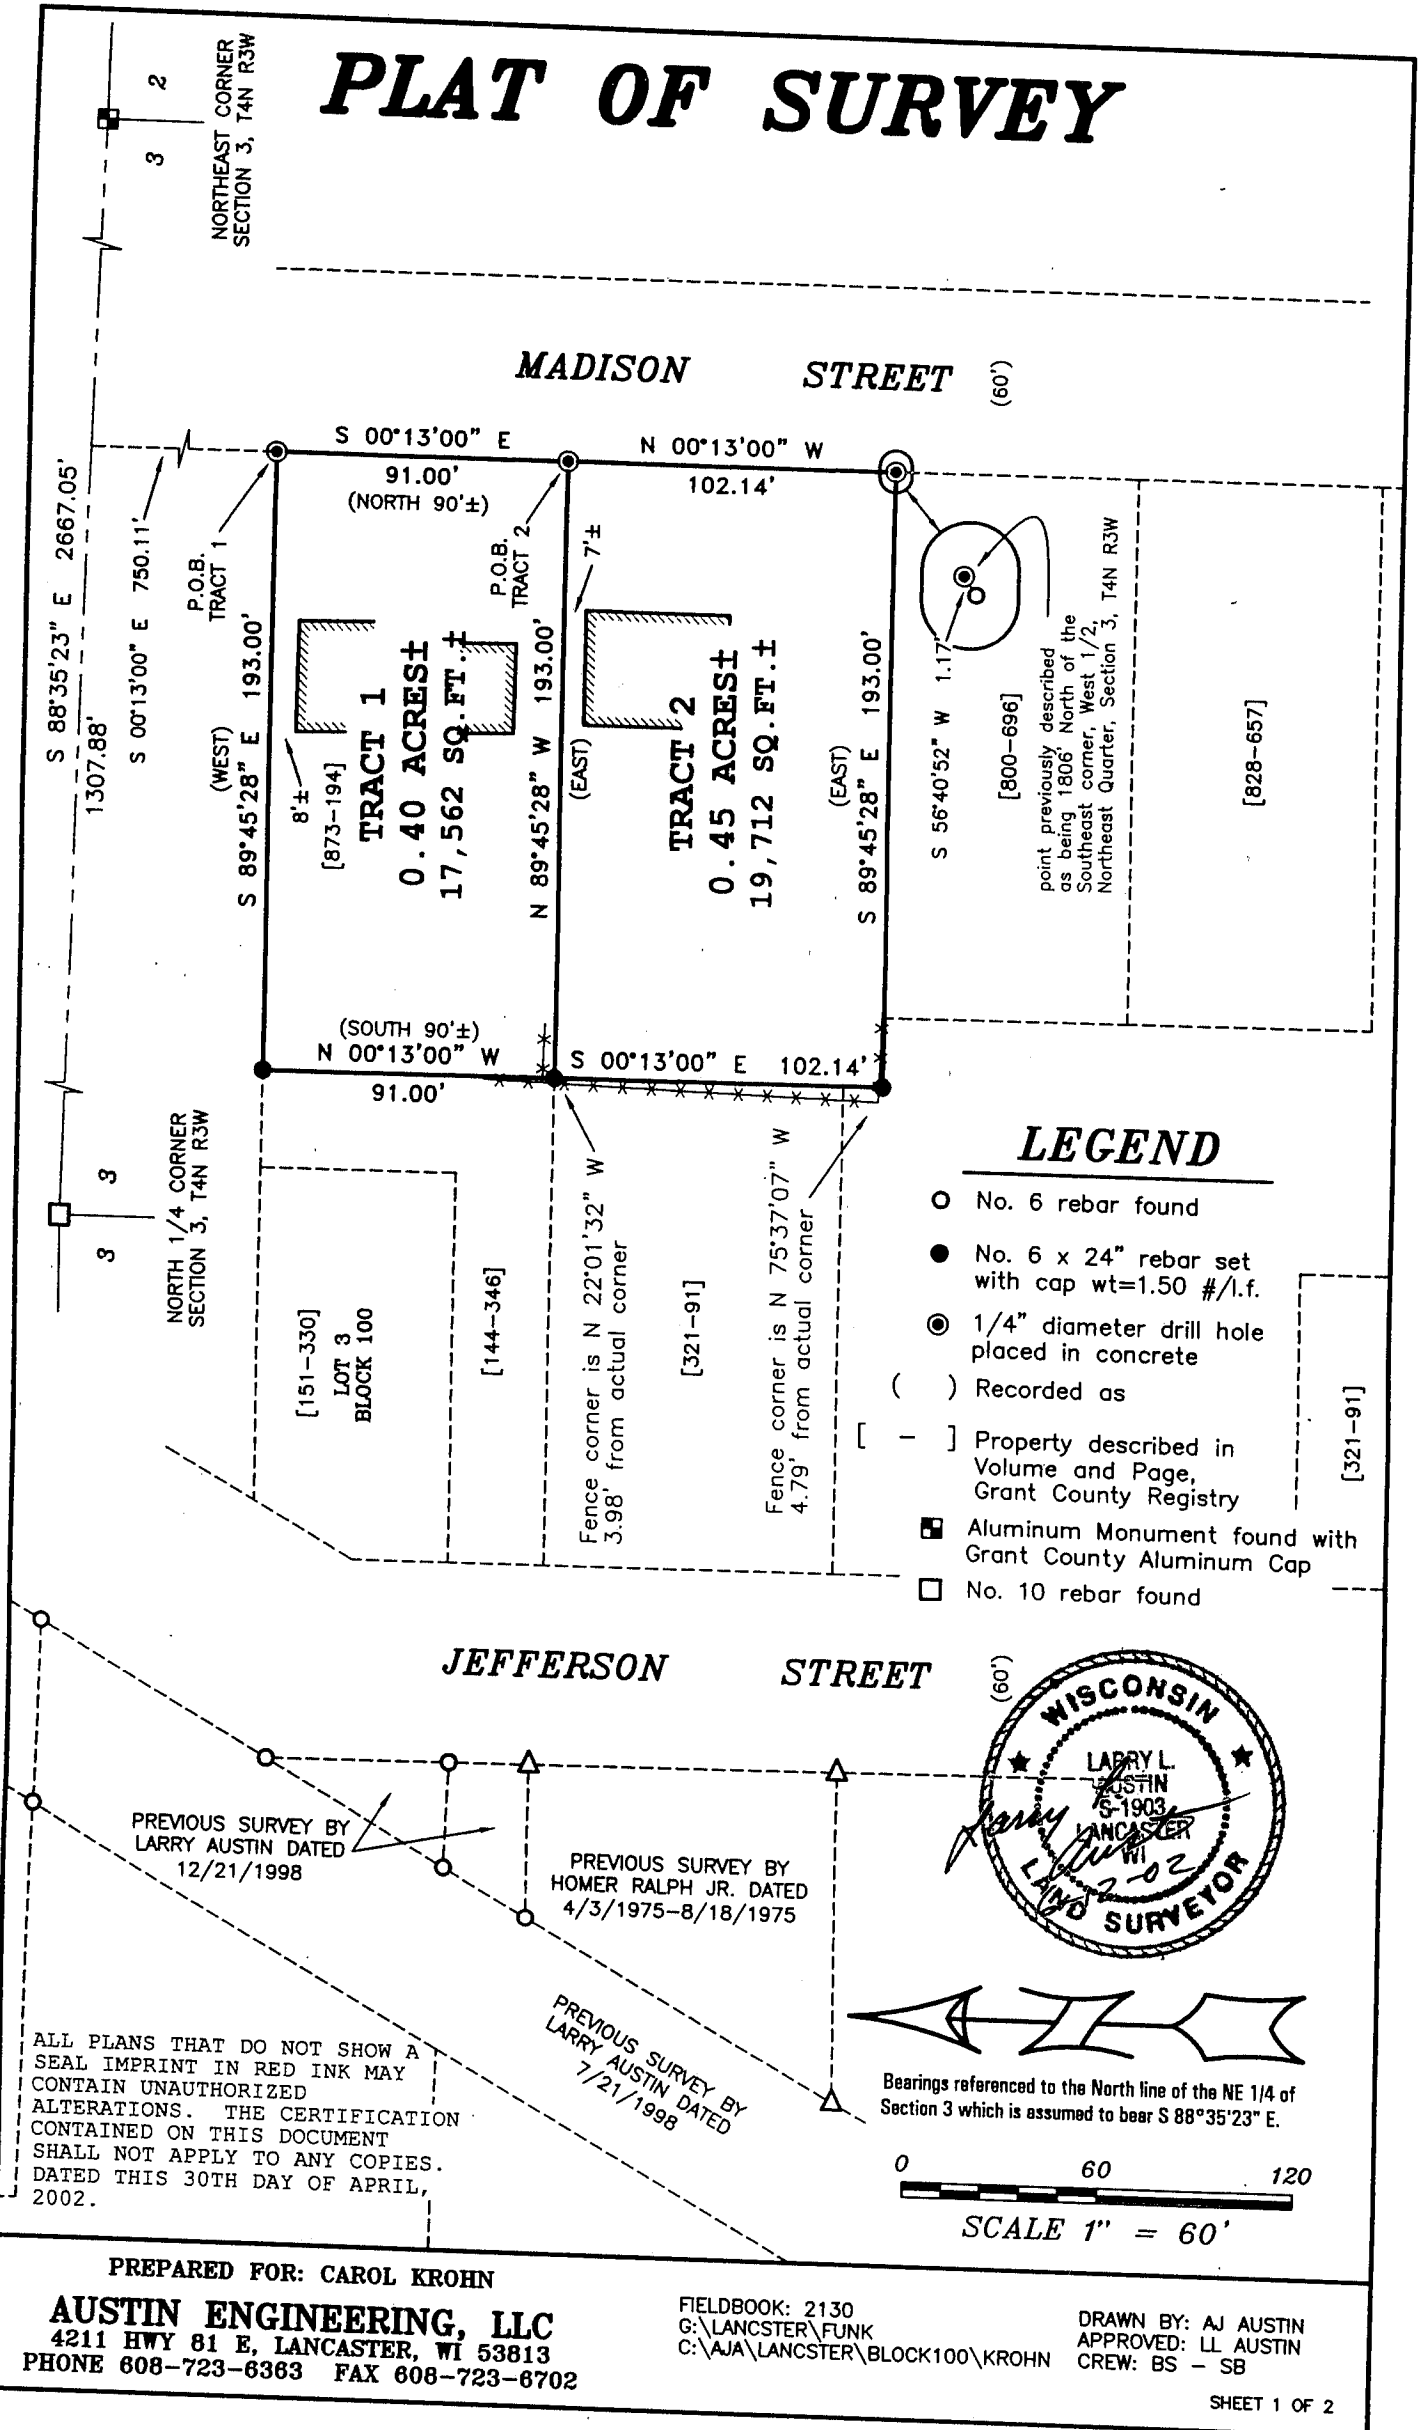 PLAT OF SURVEY
2
3
NORTHEAST CORNER
SECTION 3, T4N R3W
MADISON STREET (60')
S 00°13'00" E
91.00'
(NORTH 90'±)
N 00°13'00" W
102.14'
S 88°35'23" E 2667.05'
1307.88'
S 00°13'00" E 750.11'
P.O.B.
TRACT 1
(WEST)
S 89°45'28" E 193.00'
8'±
[873-194]
TRACT 1
0.40 ACRES±
17,562 SQ.FT.±
P.O.B.
TRACT 2
7'±
N 89°45'28" W 193.00'
(EAST)
TRACT 2
0.45 ACRES±
19,712 SQ.FT.±
(EAST)
S 89°45'28" E 193.00'
S 56°40'52" W 1.17'
[800-696]
point previously described
as being 1806' North of the
Southeast corner, West 1/2,
Northeast Quarter, Section 3, T4N R3W
[828-657]
(SOUTH 90'±)
N 00°13'00" W
91.00'
S 00°13'00" E 102.14'
3
3
NORTH 1/4 CORNER
SECTION 3, T4N R3W
[151-330]
LOT 3
BLOCK 100
[144-346]
Fence corner is N 22°01'32" W
3.98' from actual corner
[321-91]
Fence corner is N 75°37'07" W
4.79' from actual corner
LEGEND
No. 6 rebar found
No. 6 x 24" rebar set
with cap wt=1.50 #/l.f.
1/4" diameter drill hole
placed in concrete
( ) Recorded as
[ - ] Property described in
Volume and Page,
Grant County Registry
Aluminum Monument found with
Grant County Aluminum Cap
No. 10 rebar found
[321-91]
JEFFERSON STREET (60')
WISCONSIN
LARRY L.
AUSTIN
S-1903
LANCASTER
WI
LAND SURVEYOR
Larry L. Austin
PREVIOUS SURVEY BY
LARRY AUSTIN DATED
12/21/1998
PREVIOUS SURVEY BY
HOMER RALPH JR. DATED
4/3/1975-8/18/1975
PREVIOUS SURVEY BY
LARRY AUSTIN DATED
7/21/1998
N
Bearings referenced to the North line of the NE 1/4 of
Section 3 which is assumed to bear S 88°35'23" E.
0 60 120
SCALE 1" = 60'
ALL PLANS THAT DO NOT SHOW A
SEAL IMPRINT IN RED INK MAY
CONTAIN UNAUTHORIZED
ALTERATIONS. THE CERTIFICATION
CONTAINED ON THIS DOCUMENT
SHALL NOT APPLY TO ANY COPIES.
DATED THIS 30TH DAY OF APRIL,
2002.
PREPARED FOR: CAROL KROHN
AUSTIN ENGINEERING, LLC
4211 HWY 81 E, LANCASTER, WI 53813
PHONE 608-723-6363 FAX 608-723-6702
FIELDBOOK: 2130
G:\LANCSTER\FUNK
C:\AJA\LANCSTER\BLOCK100\KROHN
DRAWN BY: AJ AUSTIN
APPROVED: LL AUSTIN
CREW: BS - SB
SHEET 1 OF 2